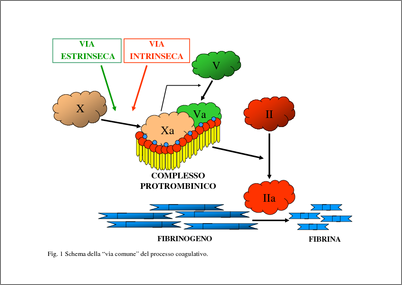 VIA
ESTRINSECA
VIA
INTRINSECA
V
X
Va
Xa
II
COMPLESSO
PROTROMBINICO
IIa
FIBRINOGENO
FIBRINA
Fig. 1 Schema della “via comune” del processo coagulativo.